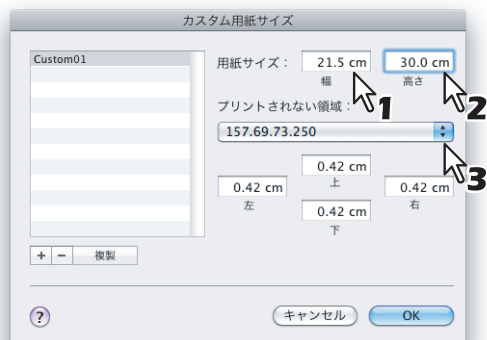 カスタム用紙サイズ
Custom01
用紙サイズ： 21.5 cm 30.0 cm
幅 高さ
1 2
プリントされない領域：
157.69.73.250
3
0.42 cm
上
0.42 cm 0.42 cm
左 右
0.42 cm
下
+ − 複製
? キャンセル OK